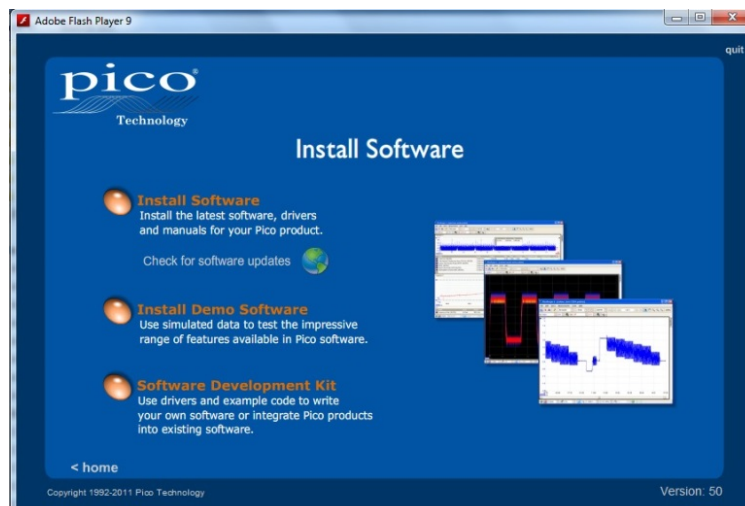 Adobe Flash Player 9
quit
pico®
Technology
Install Software
Install Software
Install the latest software, drivers
and manuals for your Pico product.
Check for software updates
Install Demo Software
Use simulated data to test the impressive
range of features available in Pico software.
Software Development Kit
Use drivers and example code to write
your own software or integrate Pico products
into existing software.
< home
Copyright 1992-2011 Pico Technology
Version: 50